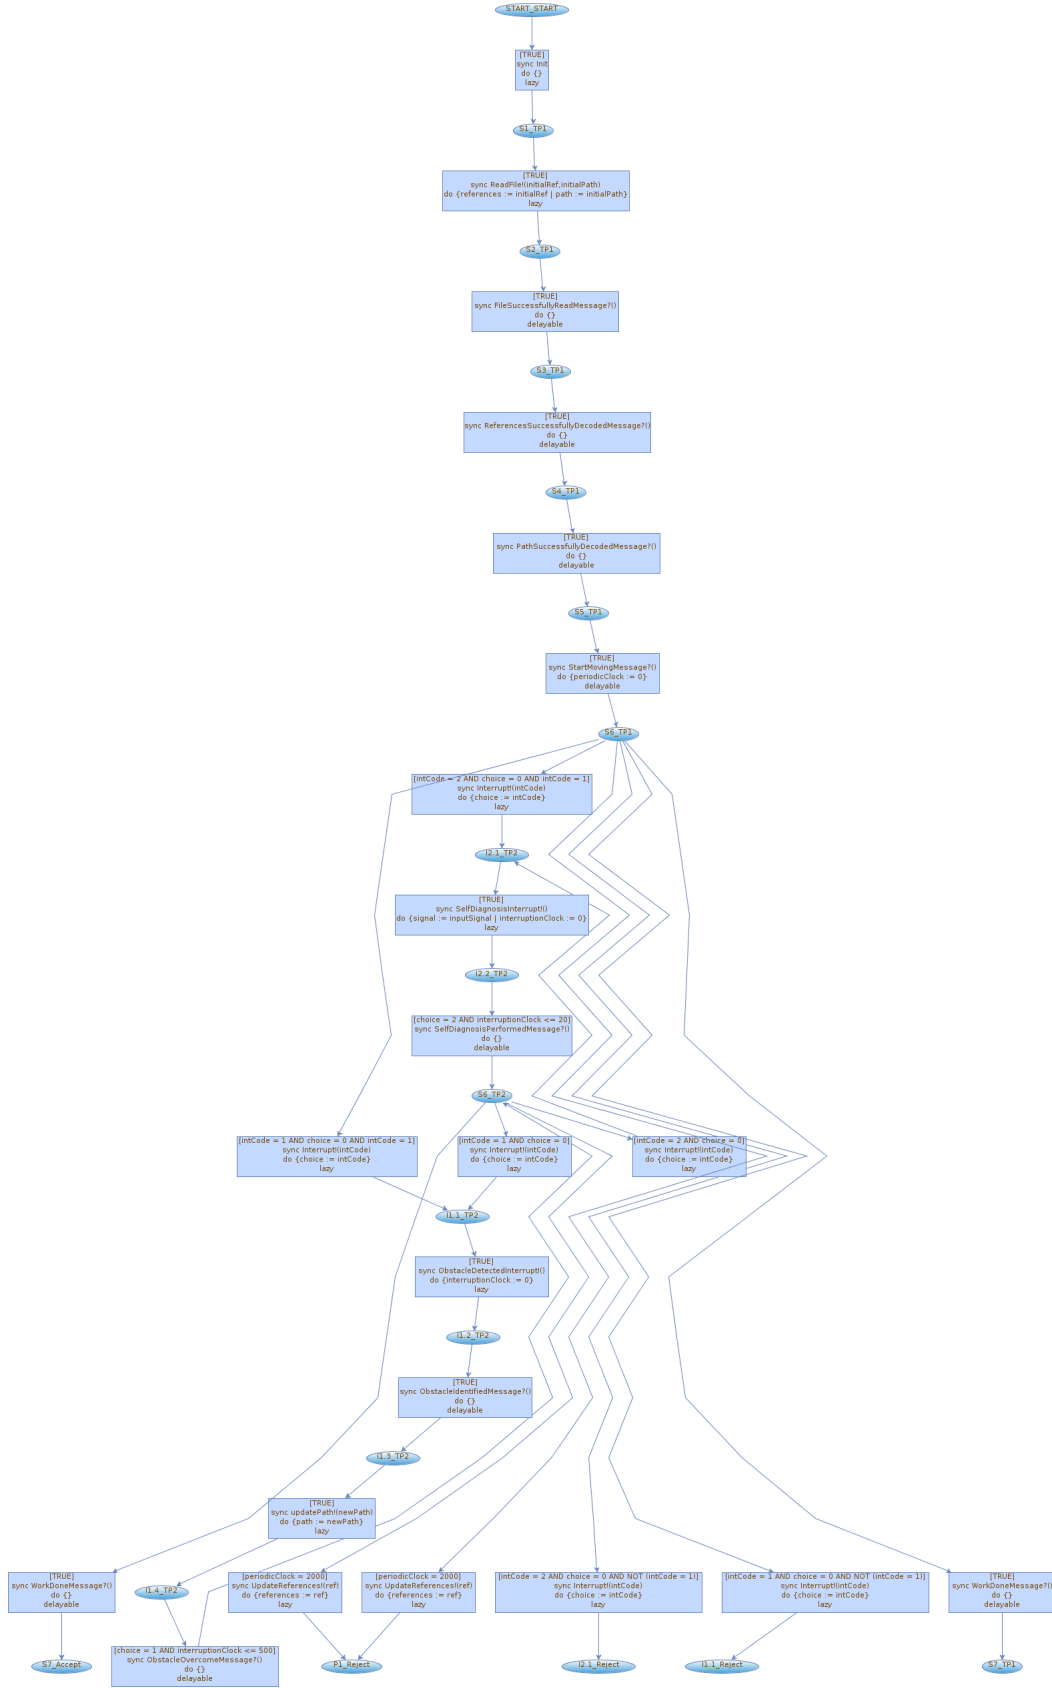 START_START
[TRUE]
sync Init
do {}
lazy
S1_TP1
[TRUE]
sync ReadFile!(initialRef,initialPath)
do {references := initialRef | path := initialPath}
lazy
S2_TP1
[TRUE]
sync FileSuccessfullyReadMessage?()
do {}
delayable
S3_TP1
[TRUE]
sync ReferencesSuccessfullyDecodedMessage?()
do {}
delayable
S4_TP1
[TRUE]
sync PathSuccessfullyDecodedMessage?()
do {}
delayable
S5_TP1
[TRUE]
sync StartMovingMessage?()
do {periodicClock := 0}
delayable
S6_TP1
[intCode = 2 AND choice = 0 AND intCode = 1]
sync Interrupt!(intCode)
do {choice := intCode}
lazy
I2.1_TP2
[TRUE]
sync SelfDiagnosisInterrupt!()
do {signal := inputSignal | interruptionClock := 0}
lazy
I2.2_TP2
[choice = 2 AND interruptionClock <= 20]
sync SelfDiagnosisPerformedMessage?()
do {}
delayable
S6_TP2
[intCode = 1 AND choice = 0 AND intCode = 1]
sync Interrupt!(intCode)
do {choice := intCode}
lazy
[intCode = 1 AND choice = 0]
sync Interrupt!(intCode)
do {choice := intCode}
lazy
[intCode = 2 AND choice = 0]
sync Interrupt!(intCode)
do {choice := intCode}
lazy
I1.1_TP2
[TRUE]
sync ObstacleDetectedInterrupt!()
do {interruptionClock := 0}
lazy
I1.2_TP2
[TRUE]
sync ObstacleIdentifiedMessage?()
do {}
delayable
I1.3_TP2
[TRUE]
sync updatePath!(newPath)
do {path := newPath}
lazy
[TRUE]
sync WorkDoneMessage?()
do {}
delayable
I1.4_TP2
[periodicClock = 2000]
sync UpdateReferences!(ref)
do {references := ref}
lazy
[periodicClock = 2000]
sync UpdateReferences!(ref)
do {references := ref}
lazy
[intCode = 2 AND choice = 0 AND NOT (intCode = 1)]
sync Interrupt!(intCode)
do {choice := intCode}
lazy
[intCode = 1 AND choice = 0 AND NOT (intCode = 1)]
sync Interrupt!(intCode)
do {choice := intCode}
lazy
[TRUE]
sync WorkDoneMessage?()
do {}
delayable
S7_Accept
[choice = 1 AND interruptionClock <= 500]
sync ObstacleOvercomeMessage?()
do {}
delayable
P1_Reject
I2.1_Reject
I1.1_Reject
S7_TP1